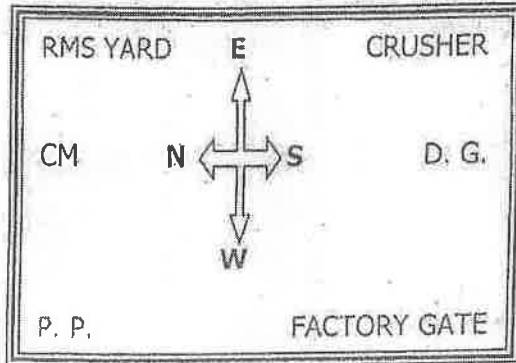 RMS YARD E CRUSHER
CM N S D. G.
W
P. P. FACTORY GATE